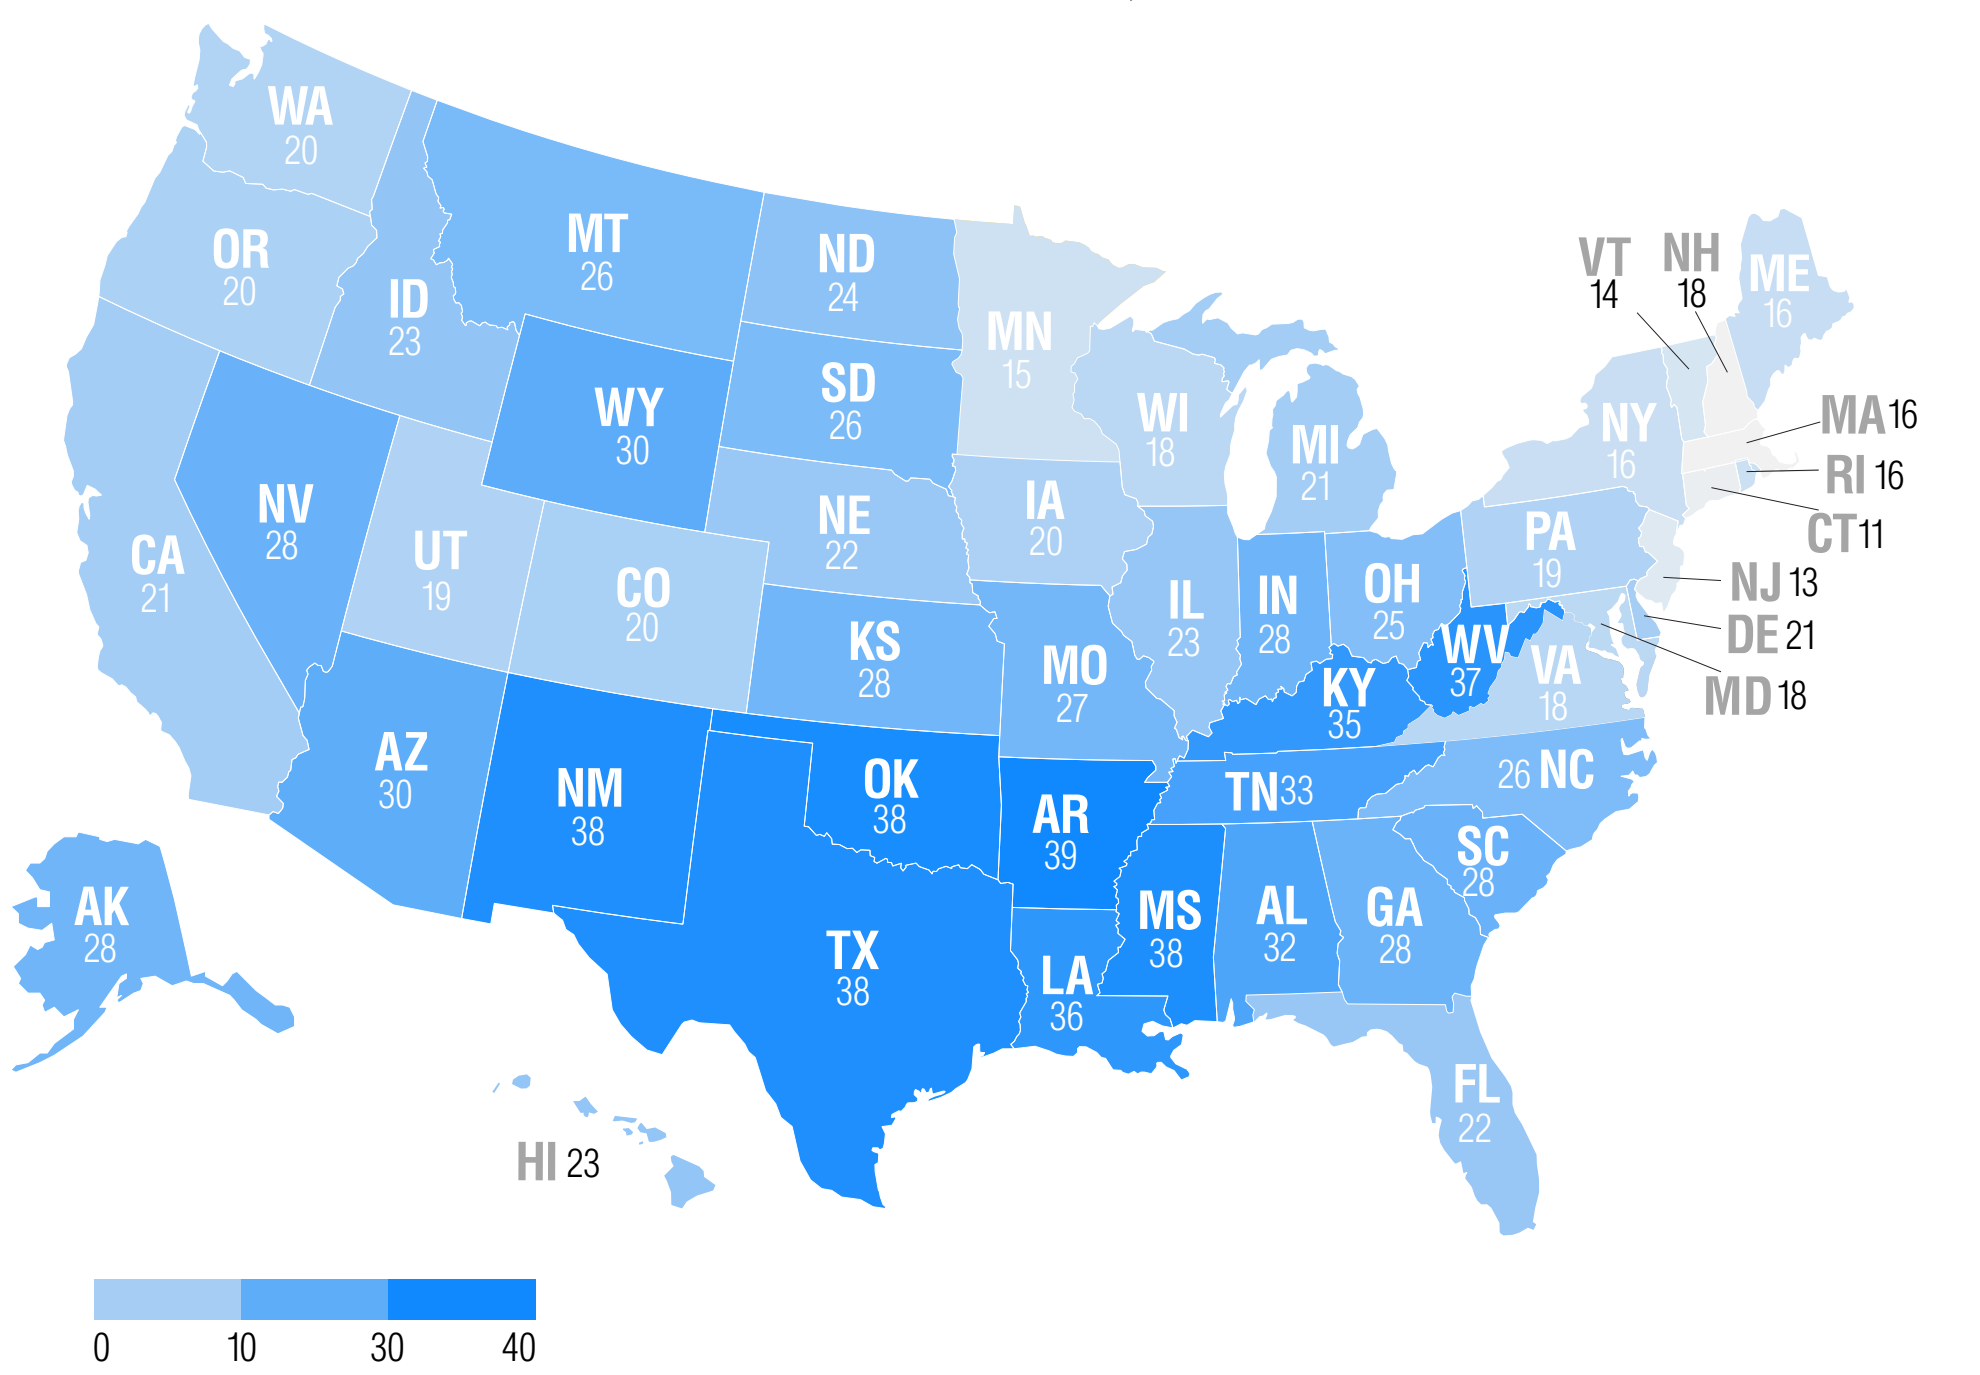 WA
20
OR
20
ID
23
MT
26
ND
24
MN
15
WI
18
MI
21
VT
14
NH
18
ME
16
NY
16
MA 16
RI 16
CT 11
NJ 13
DE 21
MD 18
PA
19
SD
26
WY
30
NV
28
CA
21
UT
19
CO
20
NE
22
IA
20
IL
23
IN
28
OH
25
WV
37
VA
18
KY
35
KS
28
MO
27
AZ
30
NM
38
OK
38
AR
39
TN 33
26 NC
SC
28
MS
38
AL
32
GA
28
LA
36
TX
38
FL
22
AK
28
HI 23
0 10 30 40